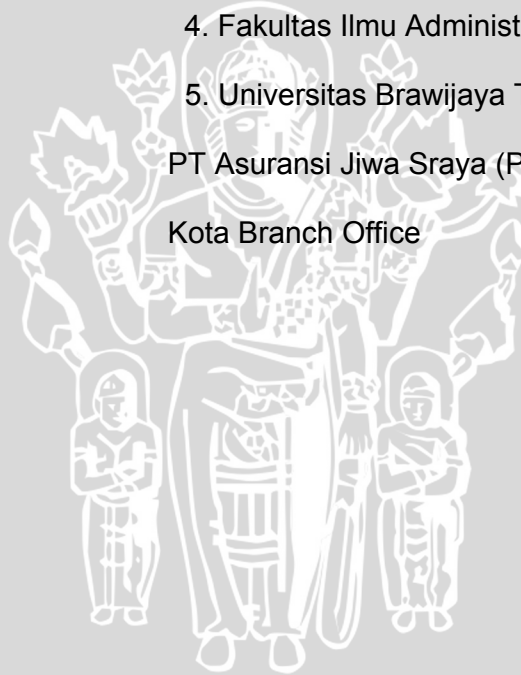 4. Fakultas Ilmu Administ
5. Universitas Brawijaya
PT Asuransi Jiwa Sraya (P
Kota Branch Office